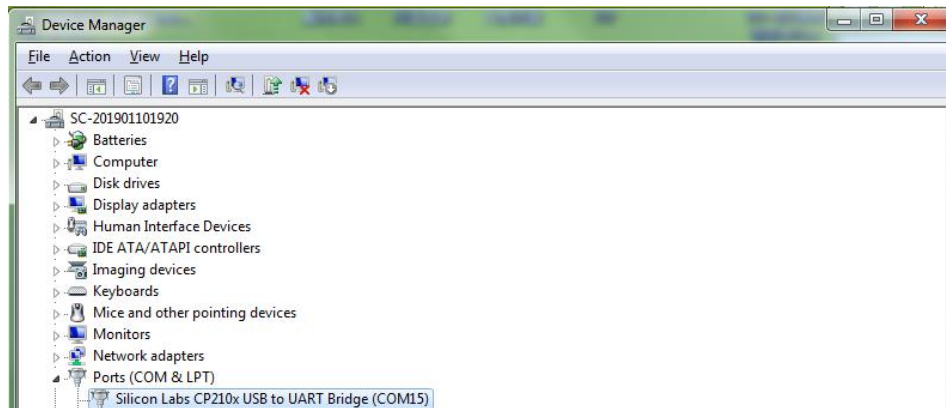 Device Manager
File Action View Help
SC-201901101920
Batteries
Computer
Disk drives
Display adapters
Human Interface Devices
IDE ATA/ATAPI controllers
Imaging devices
Keyboards
Mice and other pointing devices
Monitors
Network adapters
Ports (COM & LPT)
Silicon Labs CP210x USB to UART Bridge (COM15)